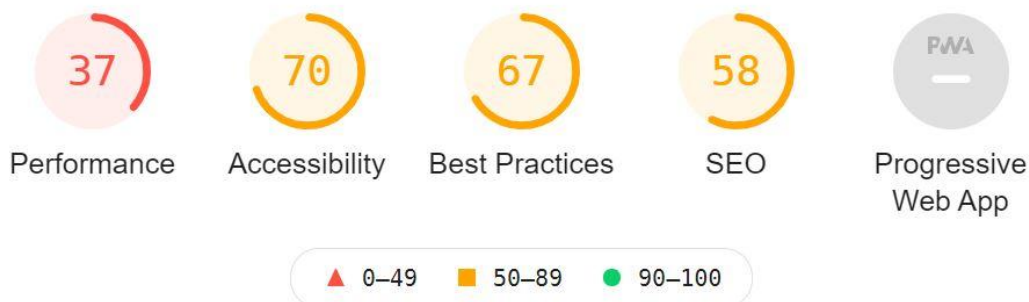 37
70
67
58
PWA
Performance
Accessibility
Best Practices
SEO
Progressive
Web App
0–49
50–89
90–100